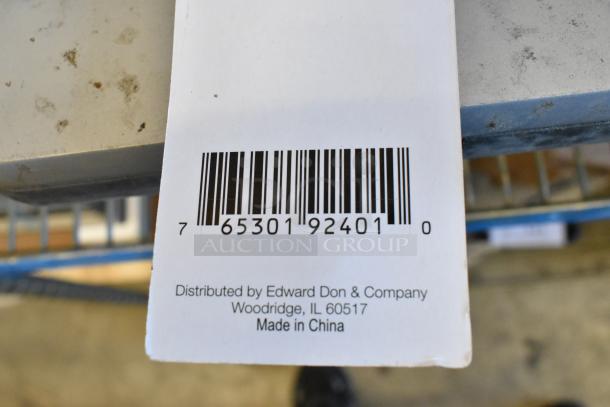 7 65301 92401 0
AUCTION GROUP
Distributed by Edward Don & Company
Woodridge, IL 60517
Made in China